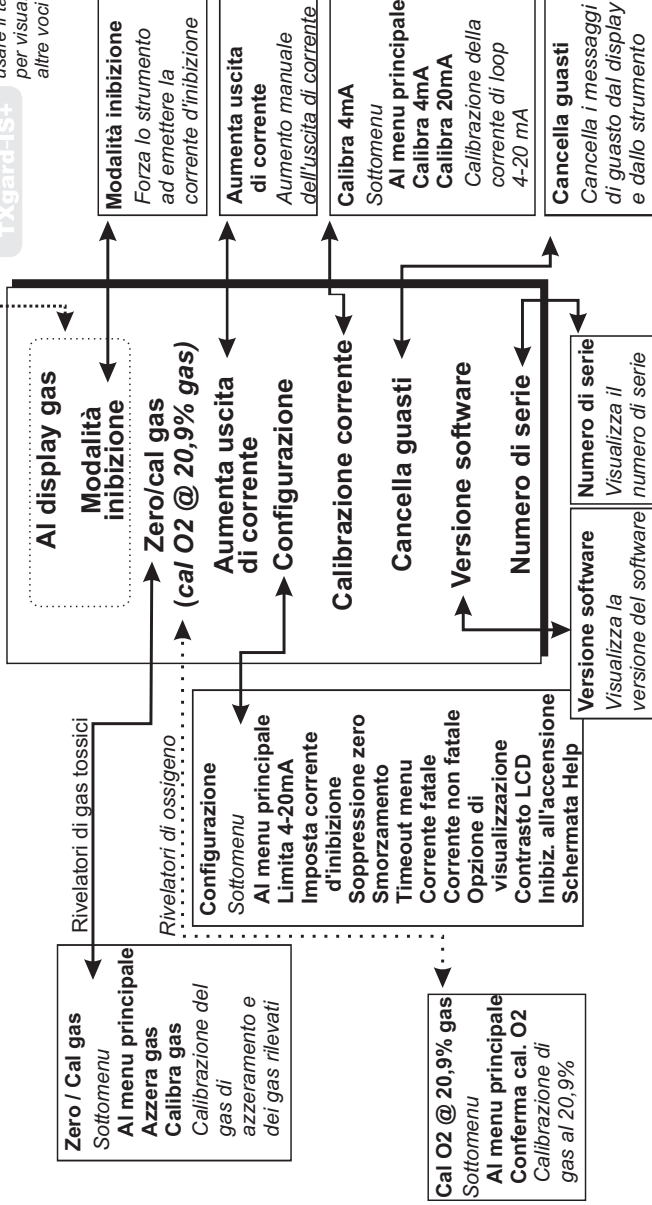 usare il ta
per visua
altre voci
TXgard-IS+
Al display gas
Modalità
inibizione
Zero/cal gas
(cal O2 @ 20,9% gas)
Aumenta uscita
di corrente
Configurazione
Calibrazione corrente
Cancella guasti
Versione software
Numero di serie
Modalità inibizione
Forza lo strumento
ad emettere la
corrente d'inibizione
Aumenta uscita
di corrente
Aumento manuale
dell'uscita di corrente
Calibra 4mA
Sottomenu
Al menu principale
Calibra 4mA
Calibra 20mA
Calibrazione della
corrente di loop
4-20 mA
Cancella guasti
Cancella i messaggi
di guasto dal display
e dallo strumento
Rivelatori di gas tossici
Rivelatori di ossigeno
Zero / Cal gas
Sottomenu
Al menu principale
Azzera gas
Calibra gas
Calibrazione del
gas di
azzeramento e
dei gas rilevati
Configurazione
Sottomenu
Al menu principale
Limita 4-20mA
Imposta corrente
d'inibizione
Soppressione zero
Smorzamento
Timeout menu
Corrente fatale
Corrente non fatale
Opzione di
visualizzazione
Contrasto LCD
Inibiz. all'accensione
Schermata Help
Cal O2 @ 20,9% gas
Sottomenu
Al menu principale
Conferma cal. O2
Calibrazione di
gas al 20,9%
Versione software
Visualizza la
versione del software
Numero di serie
Visualizza il
numero di serie